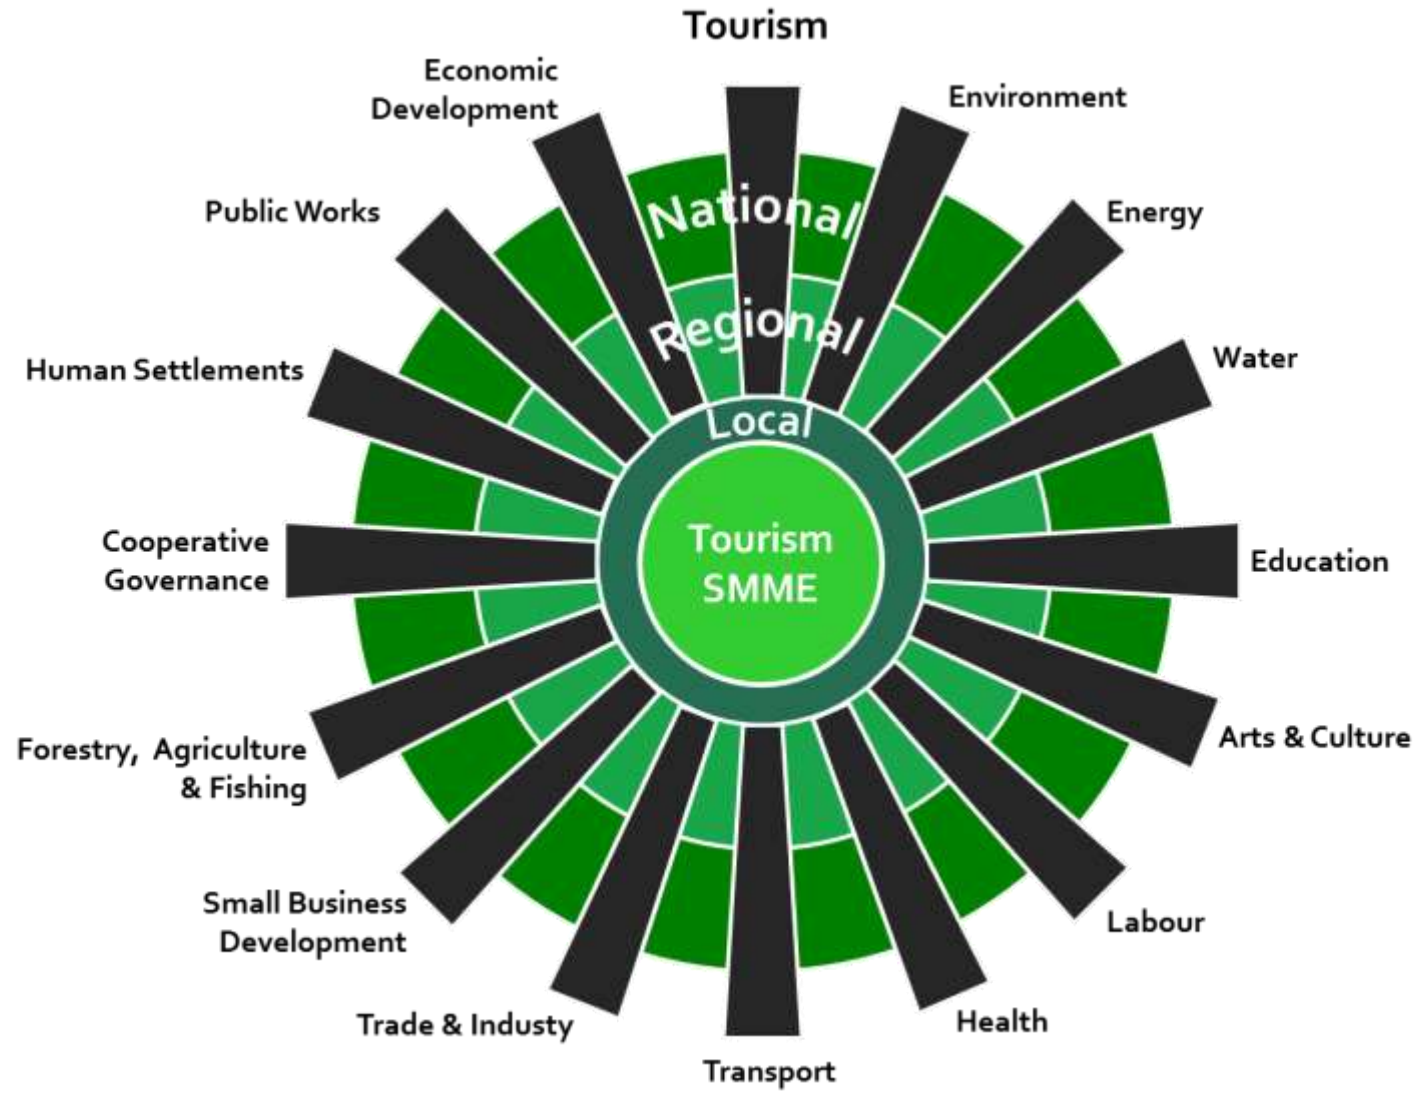 Tourism
Economic
Development
Environment
Public Works
Energy
National
Regional
Human Settlements
Water
Local
Tourism
SMME
Cooperative
Governance
Education
Forestry, Agriculture
& Fishing
Arts & Culture
Small Business
Development
Labour
Trade & Industy
Health
Transport